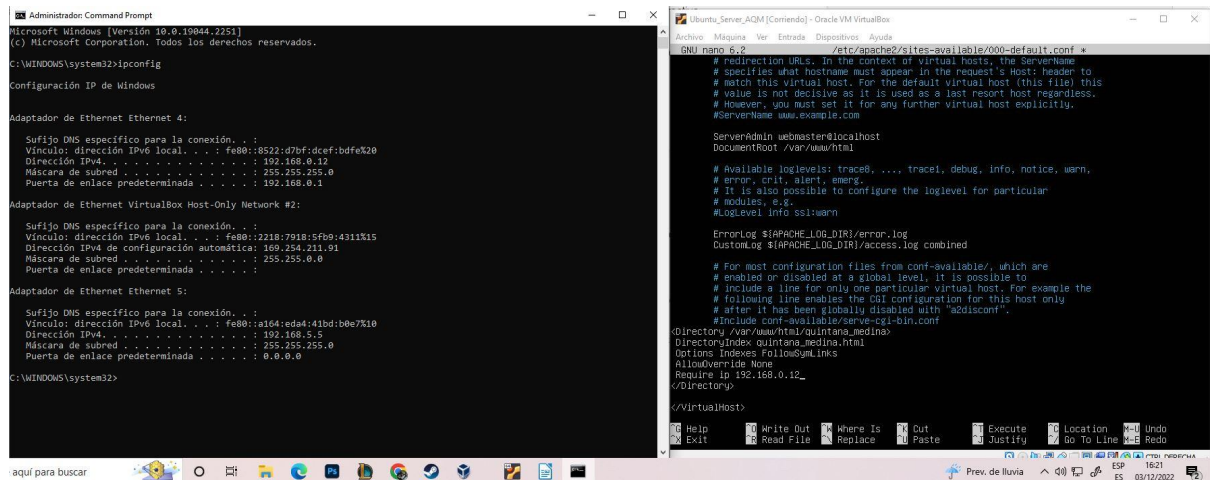 Administrador: Command Prompt
Microsoft Windows [Versión 10.0.19044.2251]
(c) Microsoft Corporation. Todos los derechos reservados.
C:\WINDOWS\system32>ipconfig
Configuración IP de Windows
Adaptador de Ethernet Ethernet 4:
Sufijo DNS específico para la conexión. . :
Vínculo: dirección IPv6 local. . . : fe80::8522:d7bf:dcef:bdfe%20
Dirección IPv4. . . . . . . . . . . . . . : 192.168.0.12
Máscara de subred . . . . . . . . . . . . : 255.255.255.0
Puerta de enlace predeterminada . . . . . : 192.168.0.1
Adaptador de Ethernet VirtualBox Host-Only Network #2:
Sufijo DNS específico para la conexión. . :
Vínculo: dirección IPv6 local. . . : fe80::2218:7918:5fb9:4311%15
Dirección IPv4 de configuración automática: 169.254.211.91
Máscara de subred . . . . . . . . . . . . : 255.255.0.0
Puerta de enlace predeterminada . . . . . :
Adaptador de Ethernet Ethernet 5:
Sufijo DNS específico para la conexión. . :
Vínculo: dirección IPv6 local. . . : fe80::a164:eda4:41bd:b0e7%10
Dirección IPv4. . . . . . . . . . . . . . : 192.168.5.5
Máscara de subred . . . . . . . . . . . . : 255.255.255.0
Puerta de enlace predeterminada . . . . . : 0.0.0.0
C:\WINDOWS\system32>
Ubuntu_Server_AQM [Corriendo] - Oracle VM VirtualBox
Archivo Máquina Ver Entrada Dispositivos Ayuda
GNU nano 6.2 /etc/apache2/sites-available/000-default.conf *
# redirection URLs. In the context of virtual hosts, the ServerName
# specifies what hostname must appear in the request's Host: header to
# match this virtual host. For the default virtual host (this file) this
# value is not decisive as it is used as a last resort host regardless.
# However, you must set it for any further virtual host explicitly.
#ServerName www.example.com
ServerAdmin webmaster@localhost
DocumentRoot /var/www/html
# Available loglevels: trace8, ..., trace1, debug, info, notice, warn,
# error, crit, alert, emerg.
# It is also possible to configure the loglevel for particular
# modules, e.g.
#LogLevel info ssl:warn
ErrorLog ${APACHE_LOG_DIR}/error.log
CustomLog ${APACHE_LOG_DIR}/access.log combined
# For most configuration files from conf-available/, which are
# enabled or disabled at a global level, it is possible to
# include a line for only one particular virtual host. For example the
# following line enables the CGI configuration for this host only
# after it has been globally disabled with "a2disconf".
#Include conf-available/serve-cgi-bin.conf
<Directory /var/www/html/quintana_medina>
DirectoryIndex quintana_medina.html
Options Indexes FollowSymLinks
AllowOverride None
Require ip 192.168.0.12_
</Directory>
</VirtualHost>
^G Help ^O Write Out ^W Where Is ^K Cut ^T Execute ^C Location M-U Undo
^X Exit ^R Read File ^\ Replace ^U Paste ^J Justify ^/ Go To Line M-E Redo
CTRL DERECHA
aquí para buscar
Ps
Prev. de lluvia
ESP
ES
16:21
03/12/2022
2